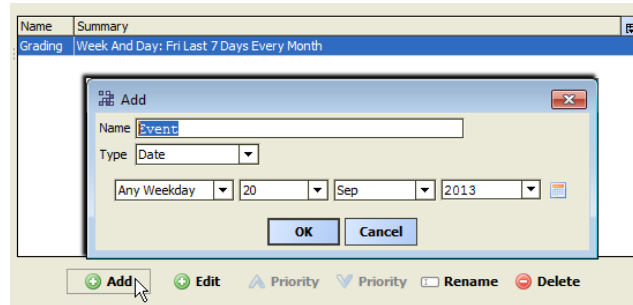 Name Summary
Grading Week And Day: Fri Last 7 Days Every Month
Add
Name Event
Type Date
Any Weekday 20 Sep 2013
OK Cancel
Add Edit Priority Priority Rename Delete